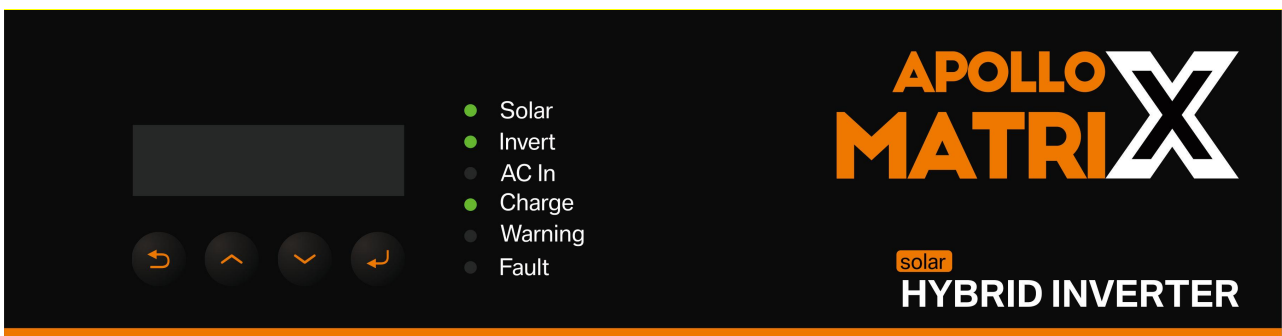 Solar
Invert
AC In
Charge
Warning
Fault
APOLLO
MATRIX
solar
HYBRID INVERTER